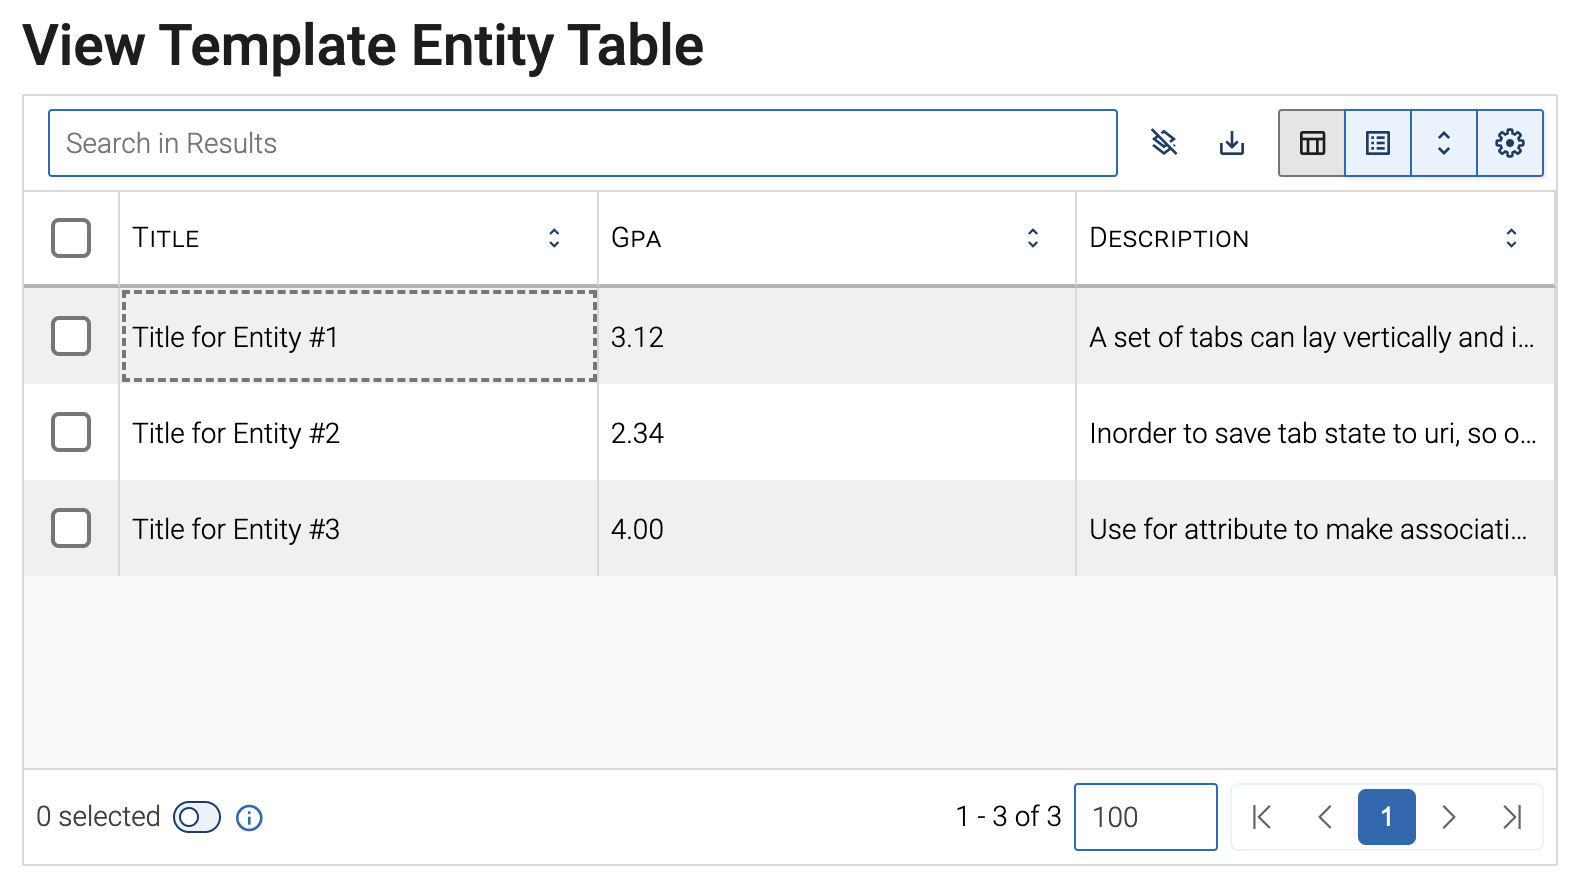 View Template Entity Table
Search in Results
TITLE GPA DESCRIPTION
Title for Entity #1 3.12 A set of tabs can lay vertically and i...
Title for Entity #2 2.34 Inorder to save tab state to uri, so o...
Title for Entity #3 4.00 Use for attribute to make associati...
0 selected 1 - 3 of 3 100 1